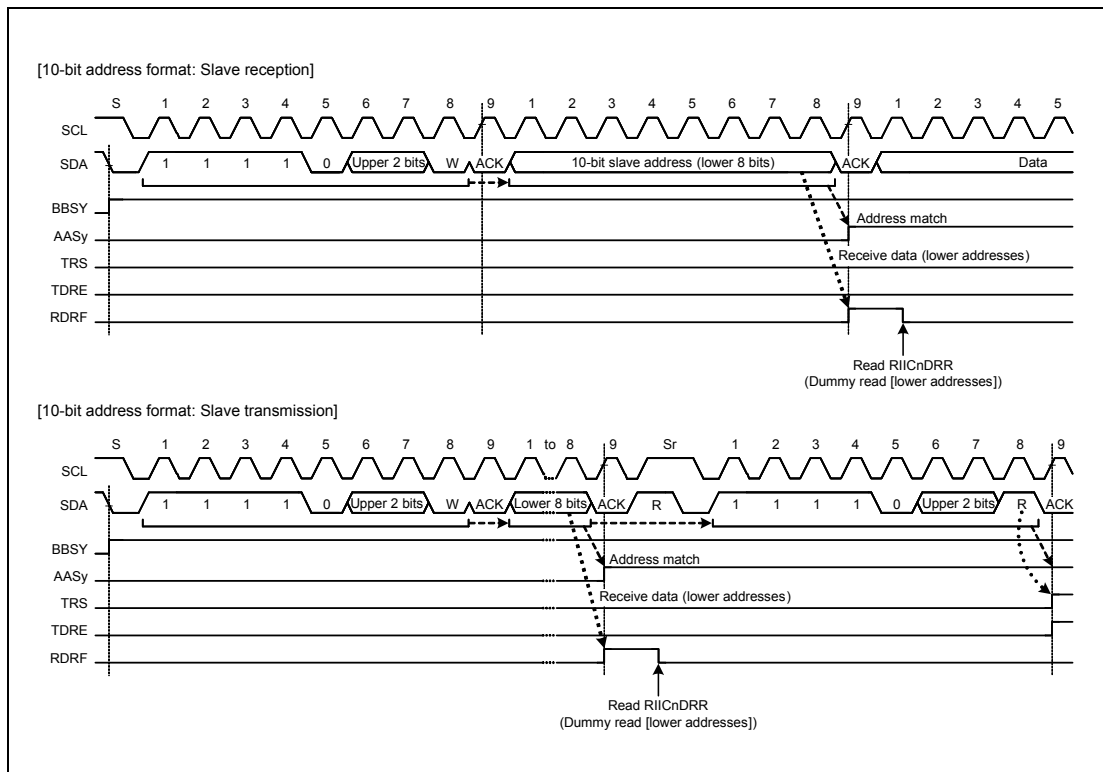 [10-bit address format: Slave reception]
S 1 2 3 4 5 6 7 8 9 1 2 3 4 5 6 7 8 9 1 2 3 4 5
SCL
SDA 1 1 1 1 0 Upper 2 bits W ACK 10-bit slave address (lower 8 bits) ACK Data
BBSY
Address match
AASy
Receive data (lower addresses)
TRS
TDRE
RDRF
Read RIICnDRR
(Dummy read [lower addresses])
[10-bit address format: Slave transmission]
S 1 2 3 4 5 6 7 8 9 1 to 8 9 Sr 1 2 3 4 5 6 7 8 9
SCL
SDA 1 1 1 1 0 Upper 2 bits W ACK Lower 8 bits ACK R 1 1 1 1 0 Upper 2 bits R ACK
BBSY
Address match
AASy
Receive data (lower addresses)
TRS
TDRE
RDRF
Read RIICnDRR
(Dummy read [lower addresses])